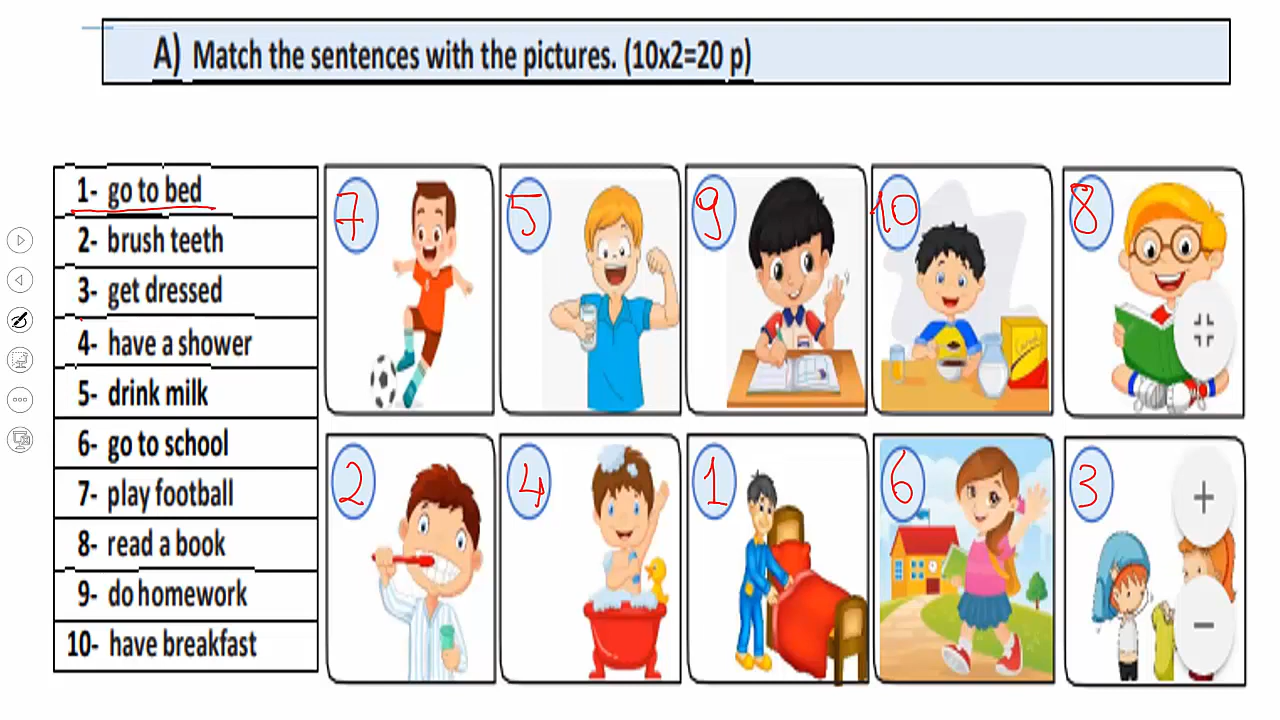 A) Match the sentences with the pictures. (10x2=20 p)
1- go to bed
2- brush teeth
3- get dressed
4- have a shower
5- drink milk
6- go to school
7- play football
8- read a book
9- do homework
10- have breakfast
7 5 9 10 8
2 4 1 6 3